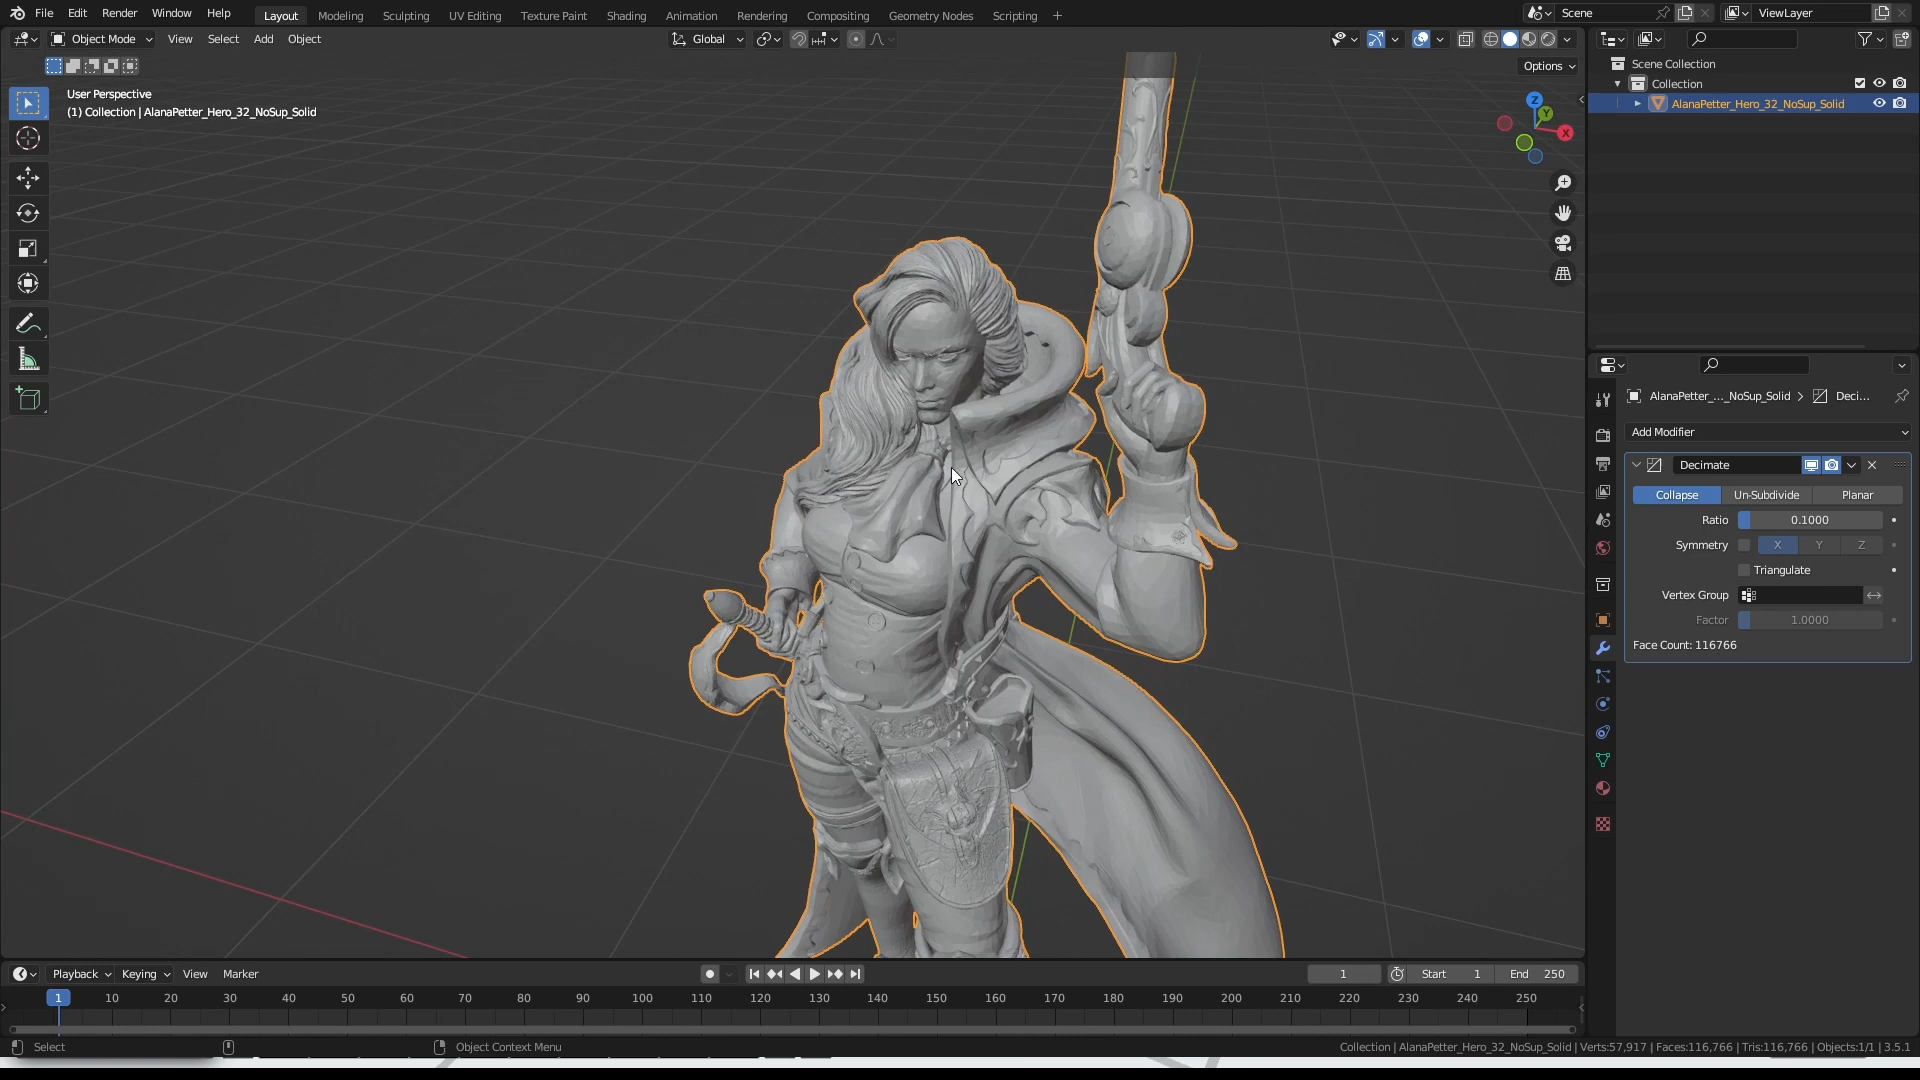 File Edit Render Window Help Layout Modeling Sculpting UV Editing Texture Paint Shading Animation Rendering Compositing Geometry Nodes Scripting + Scene ViewLayer
Object Mode View Select Add Object Global
Options
User Perspective
(1) Collection | AlanaPetter_Hero_32_NoSup_Solid
Z
Y
X
Scene Collection
Collection
AlanaPetter_Hero_32_NoSup_Solid
AlanaPetter_..._NoSup_Solid > Deci...
Add Modifier
Decimate
Collapse Un-Subdivide Planar
Ratio 0.1000
Symmetry X Y Z
Triangulate
Vertex Group
Factor 1.0000
Face Count: 116766
Playback Keying View Marker 1 Start 1 End 250
1 10 20 30 40 50 60 70 80 90 100 110 120 130 140 150 160 170 180 190 200 210 220 230 240 250
Select Object Context Menu Collection | AlanaPetter_Hero_32_NoSup_Solid | Verts:57,917 | Faces:116,766 | Tris:116,766 | Objects:1/1 | 3.5.1